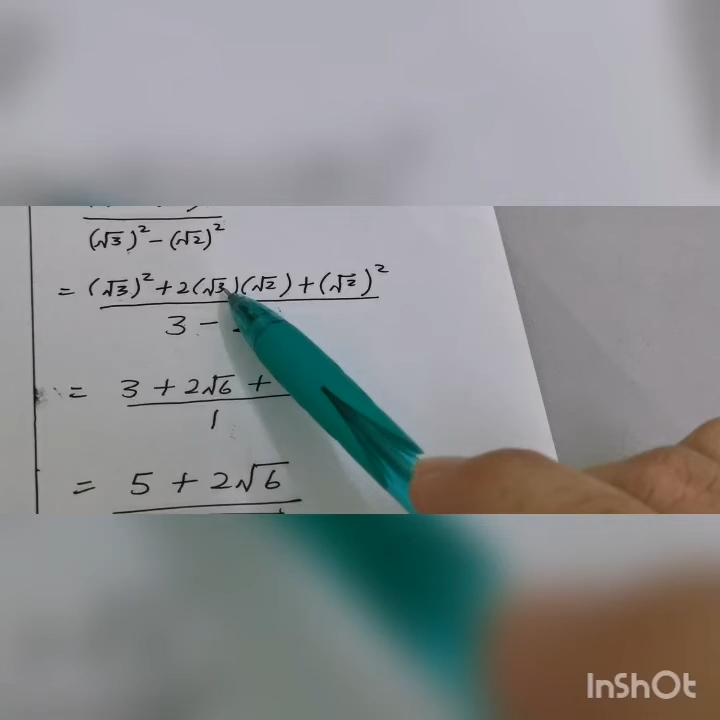 (√3)² - (√2)²
= (√3)² + 2(√3)(√2) + (√2)²
3 -
= 3 + 2√6 +
1
= 5 + 2√6
InShOt